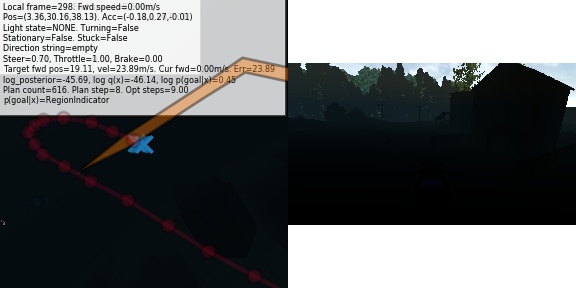 Local frame=298. Fwd speed=0.00m/s
Pos=(3.36,30.16,38.13). Acc=(-0.18,0.27,-0.01)
Light state=NONE. Turning=False
Stationary=False. Stuck=False
Direction string=empty
Steer=0.70, Throttle=1.00, Brake=0.00
Target fwd pos=19.11, vel=23.89m/s. Cur fwd=0.00m/s. Err=23.89
log_posterior=-45.69, log q(x)=-46.14, log p(goal|x)=0.45
Plan count=616. Plan step=8. Opt steps=9.00
p(goal|x)=RegionIndicator